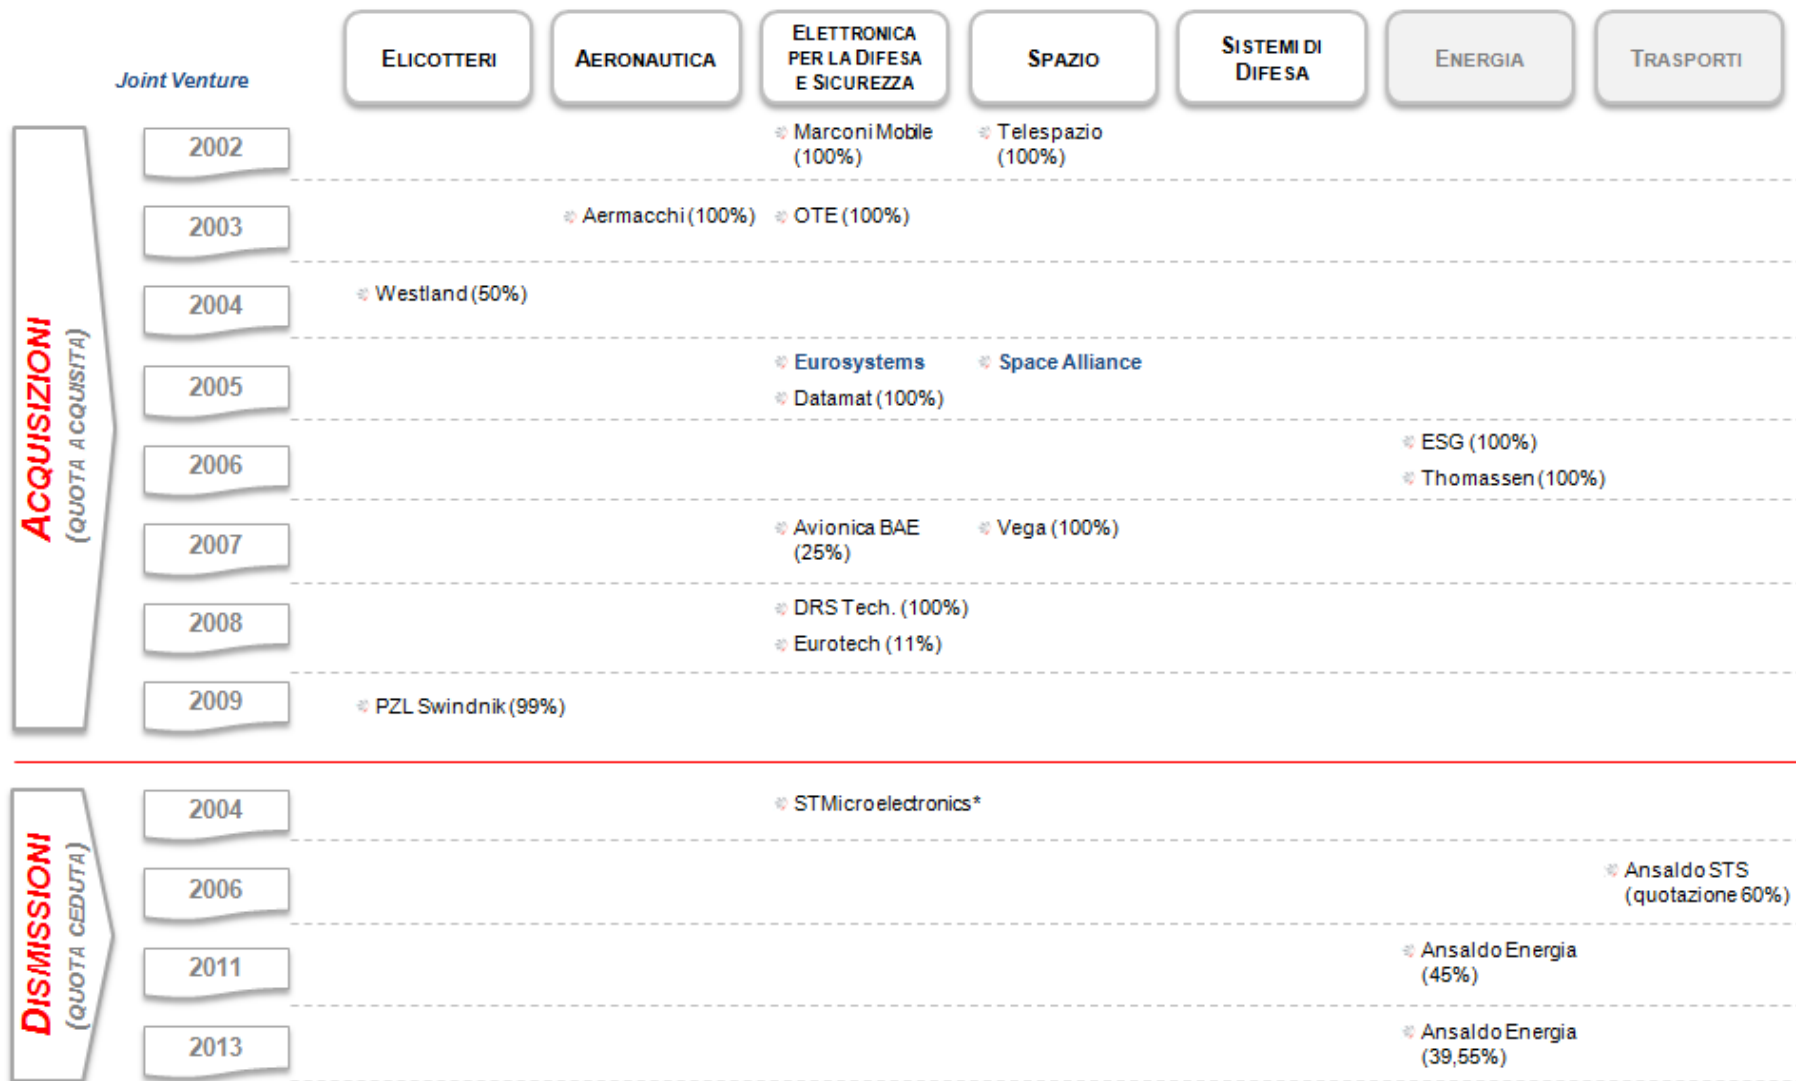 Joint Venture
ELICOTTERI
AERONAUTICA
ELETTRONICA
PER LA DIFESA
E SICUREZZA
SPAZIO
SISTEMI DI
DIFESA
ENERGIA
TRASPORTI
ACQUISIZIONI
(QUOTA ACQUISITA)
2002
Marconi Mobile
(100%)
Telespazio
(100%)
2003
Aermacchi (100%)
OTE (100%)
2004
Westland (50%)
2005
Eurosystems
Datamat (100%)
Space Alliance
2006
ESG (100%)
Thomassen (100%)
2007
Avionica BAE
(25%)
Vega (100%)
2008
DRS Tech. (100%)
Eurotech (11%)
2009
PZL Swindnik (99%)
DISMISSIONI
(QUOTA CEDUTA)
2004
STMicroelectronics*
2006
Ansaldo STS
(quotazione 60%)
2011
Ansaldo Energia
(45%)
2013
Ansaldo Energia
(39,55%)